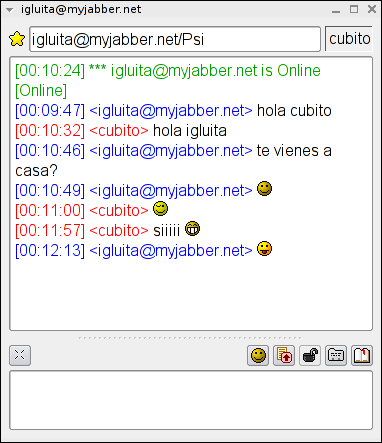 igluita@myjabber.net
igluita@myjabber.net/Psi cubito
[00:10:24] *** igluita@myjabber.net is Online
[Online]
[00:09:47] <igluita@myjabber.net> hola cubito
[00:10:32] <cubito> hola igluita
[00:10:46] <igluita@myjabber.net> te vienes a
casa?
[00:10:49] <igluita@myjabber.net>
[00:11:00] <cubito>
[00:11:57] <cubito> siiiii
[00:12:13] <igluita@myjabber.net>